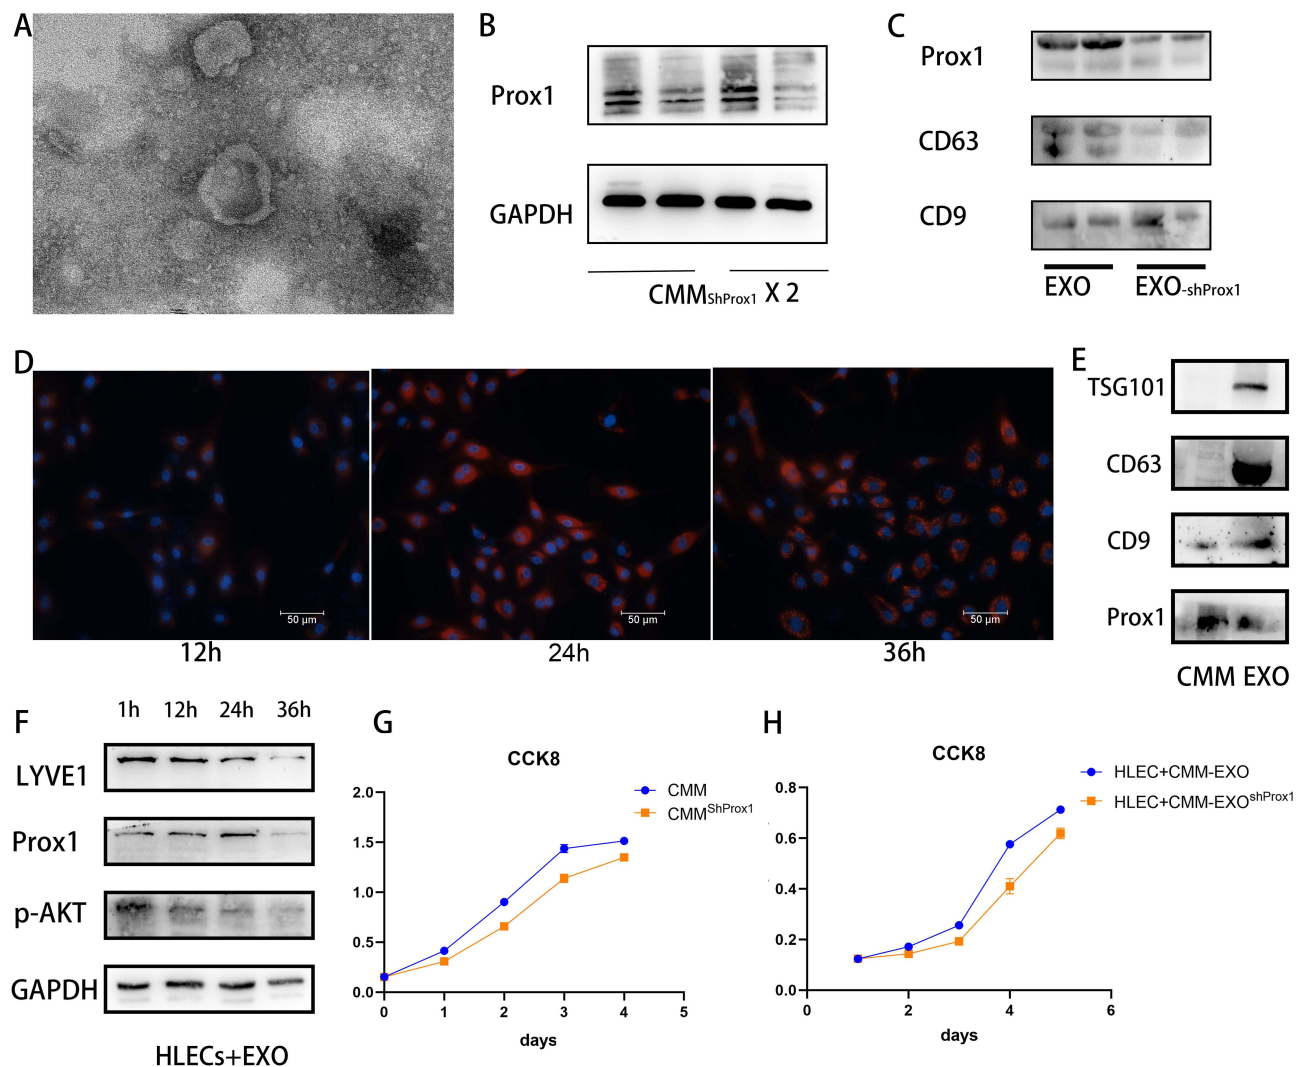 A
B
Prox1
GAPDH
CMMShProx1 X 2
C
Prox1
CD63
CD9
EXO EXO-shProx1
D
50 μm 50 μm 50 μm
12h 24h 36h
E
TSG101
CD63
CD9
Prox1
CMM EXO
F
1h 12h 24h 36h
LYVE1
Prox1
p-AKT
GAPDH
HLECs+EXO
G
CCK8
CMM
CMMShProx1
2.0
1.5
1.0
0.5
0.0
0 1 2 3 4 5
days
H
CCK8
HLEC+CMM-EXO
HLEC+CMM-EXOshProx1
0.8
0.6
0.4
0.2
0.0
0 2 4 6
days